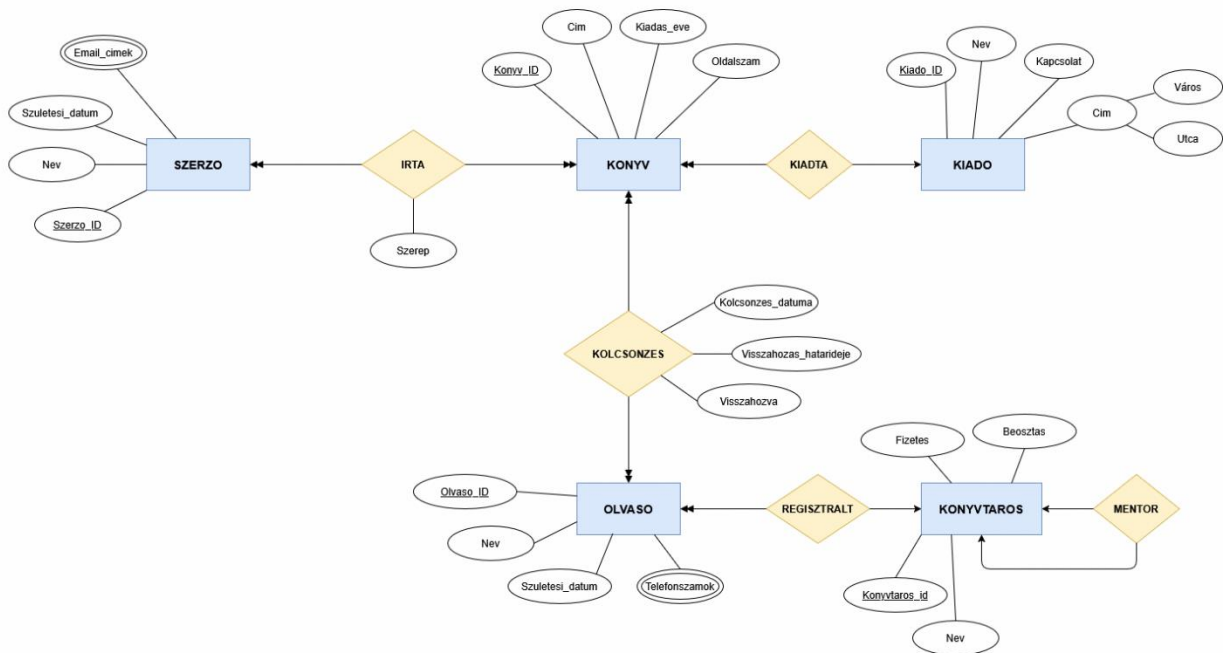 Email_cimek
Szuletesi_datum
Nev
Szerzo_ID
SZERZO
IRTA
Szerep
Konyv_ID
Cim
Kiadas_eve
Oldalszam
KONYV
KIADTA
Kiado_ID
Nev
Kapcsolat
Cim
Város
Utca
KIADO
KOLCSONZES
Kolcsonzes_datuma
Visszahozas_hatarideje
Visszahozva
Olvaso_ID
Nev
Szuletesi_datum
Telefonszamok
OLVASO
REGISZTRALT
Fizetes
Beosztas
KONYVTAROS
MENTOR
Konyvtaros_id
Nev